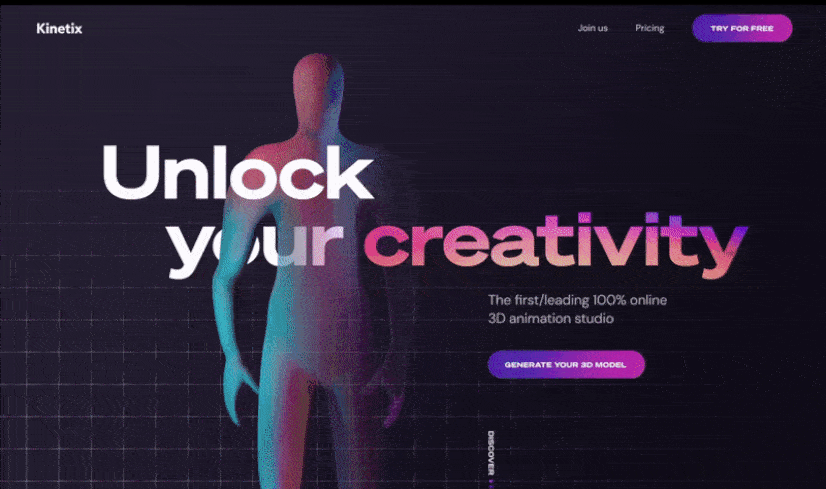 Kinetix
Join us
Pricing
TRY FOR FREE
Unlock
your creativity
The first/leading 100% online
3D animation studio
GENERATE YOUR 3D MODEL
DISCOVER